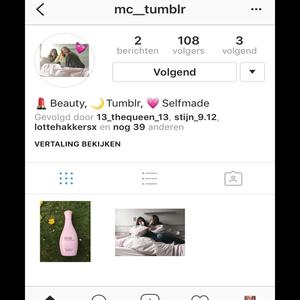 mc__tumblr
2 108 3
berichten volgers volgend
Volgend
Beauty, Tumblr, Selfmade
Gevolgd door 13_thequeen_13, stijn_9.12,
lottehakkersx en nog 39 anderen
VERTALING BEKIJKEN